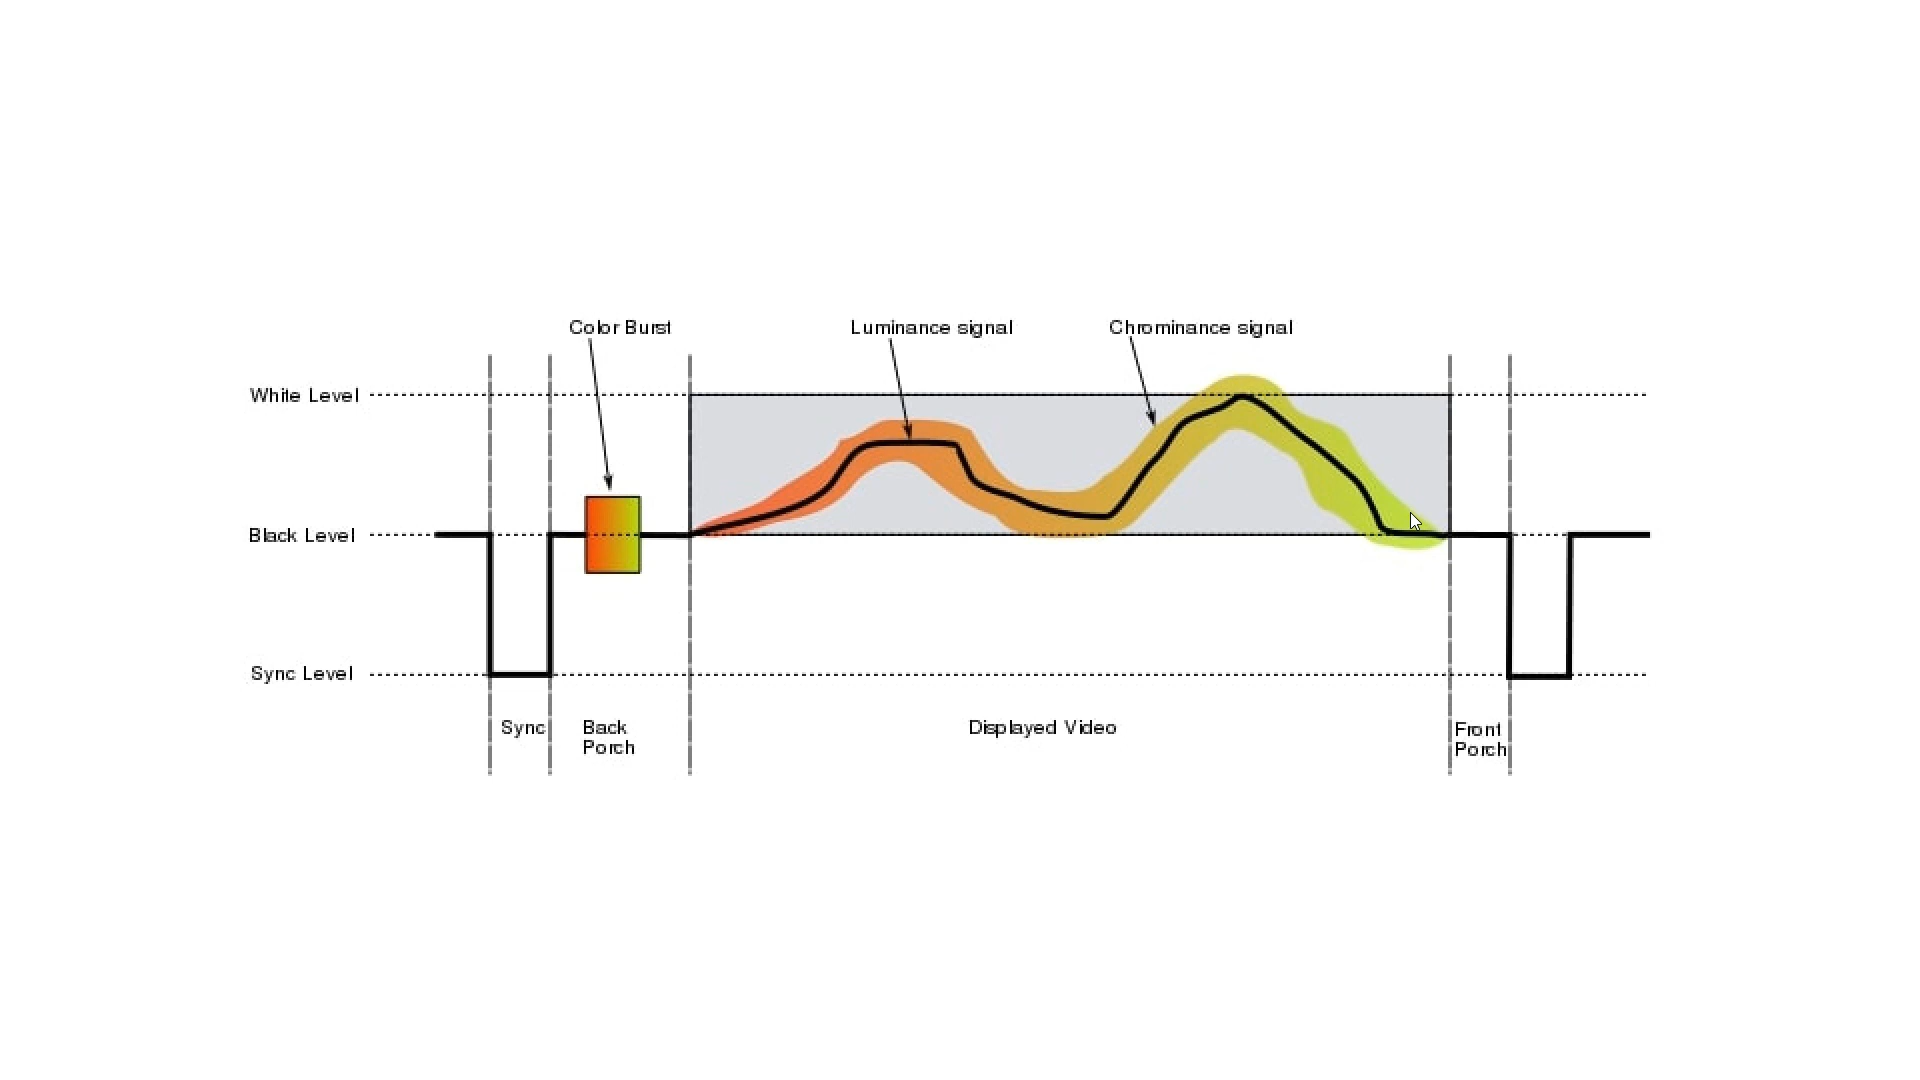 Color Burst
Luminance signal
Chrominance signal
White Level
Black Level
Sync Level
Sync
Back
Porch
Displayed Video
Front
Porch